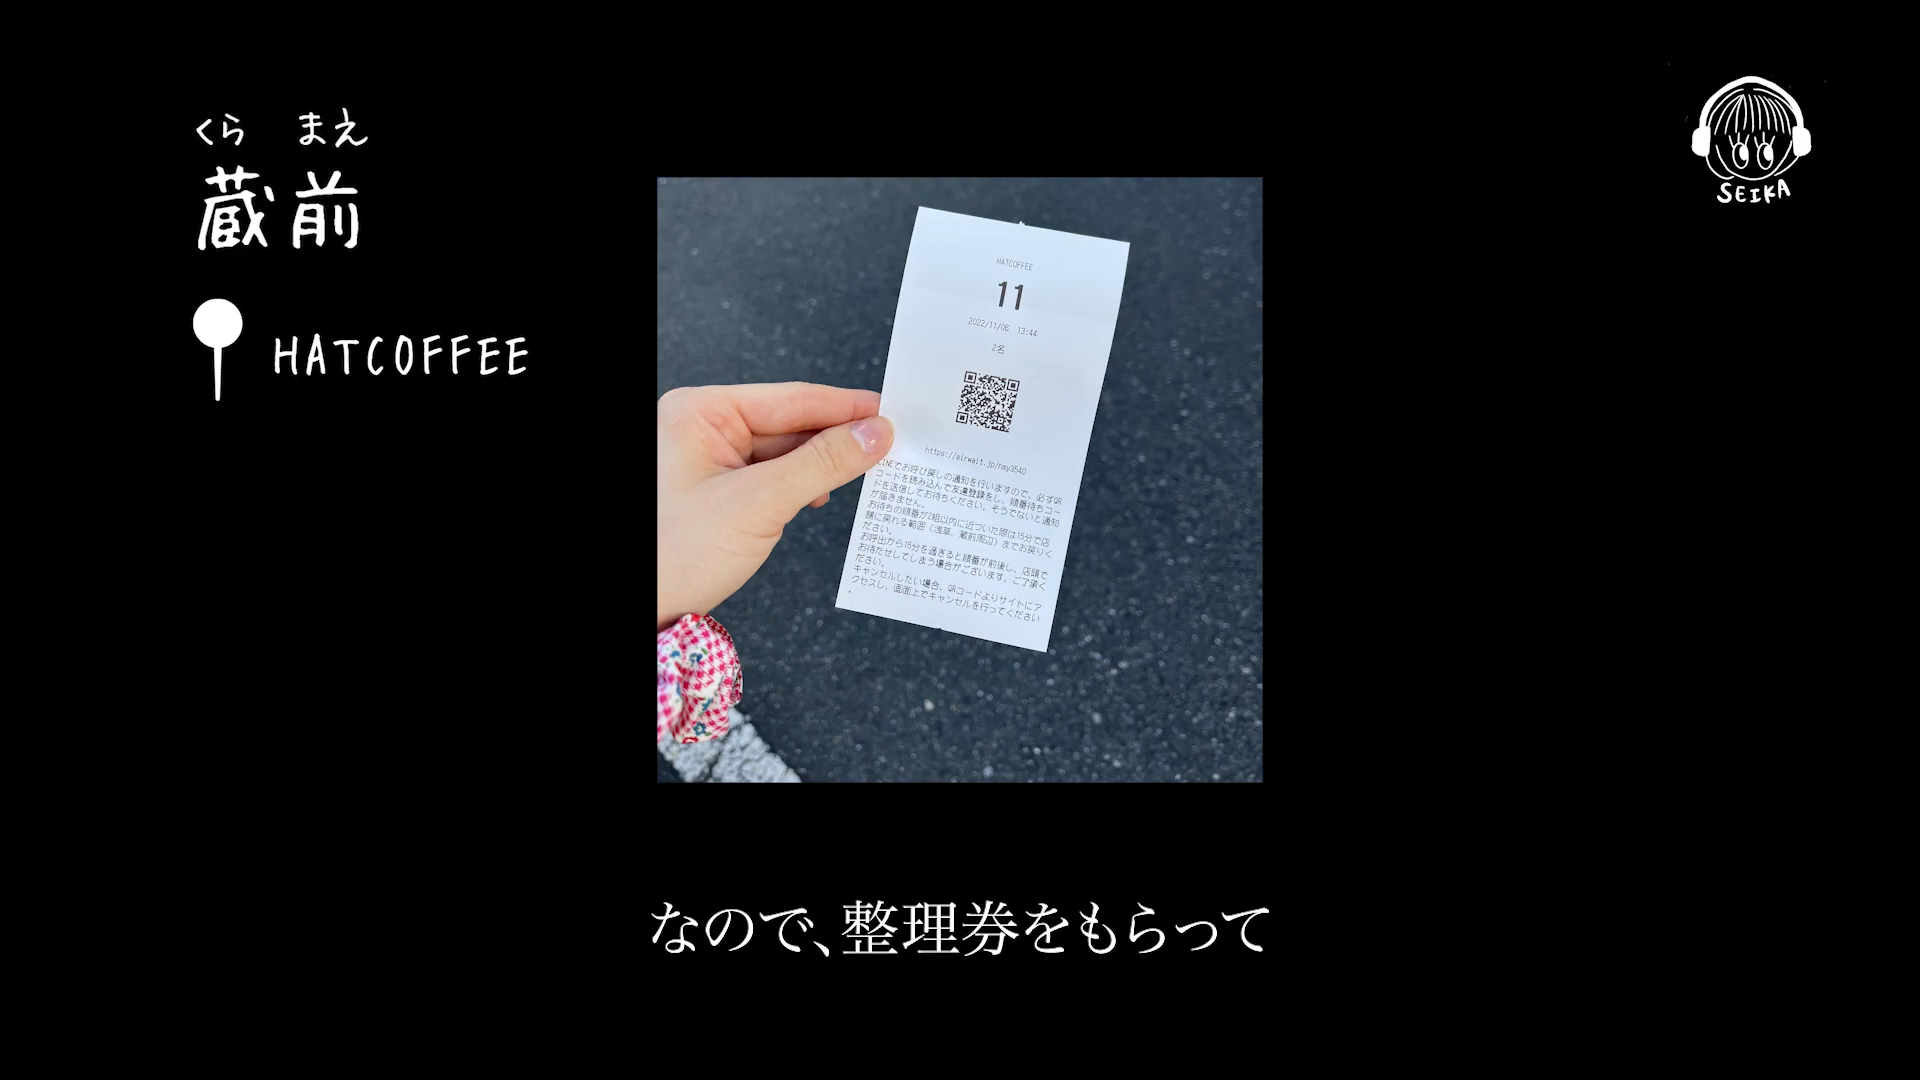 くら まえ
蔵前
HATCOFFEE
SEIKA
HATCOFFEE
11
2022/11/06 13:44
2名
https://airwait.jp/nmy3540
LINEでお呼び戻しの通知を行いますので、必ずQR
コードを読み込んで友達登録をし、順番待ちコー
ドを送信してお待ちください。そうでないと通知
が届きません。
お待ちの順番が2組以内に近づいた際は15分で店
舗に戻れる範囲（浅草、蔵前周辺）までお戻りく
ださい。
お呼出から15分を過ぎると順番が前後し、店頭で
お待たせしてしまう場合がございます。ご了承く
ださい。
キャンセルしたい場合、QRコードよりサイトにア
クセスし、画面上でキャンセルを行ってください
。
なので、整理券をもらって